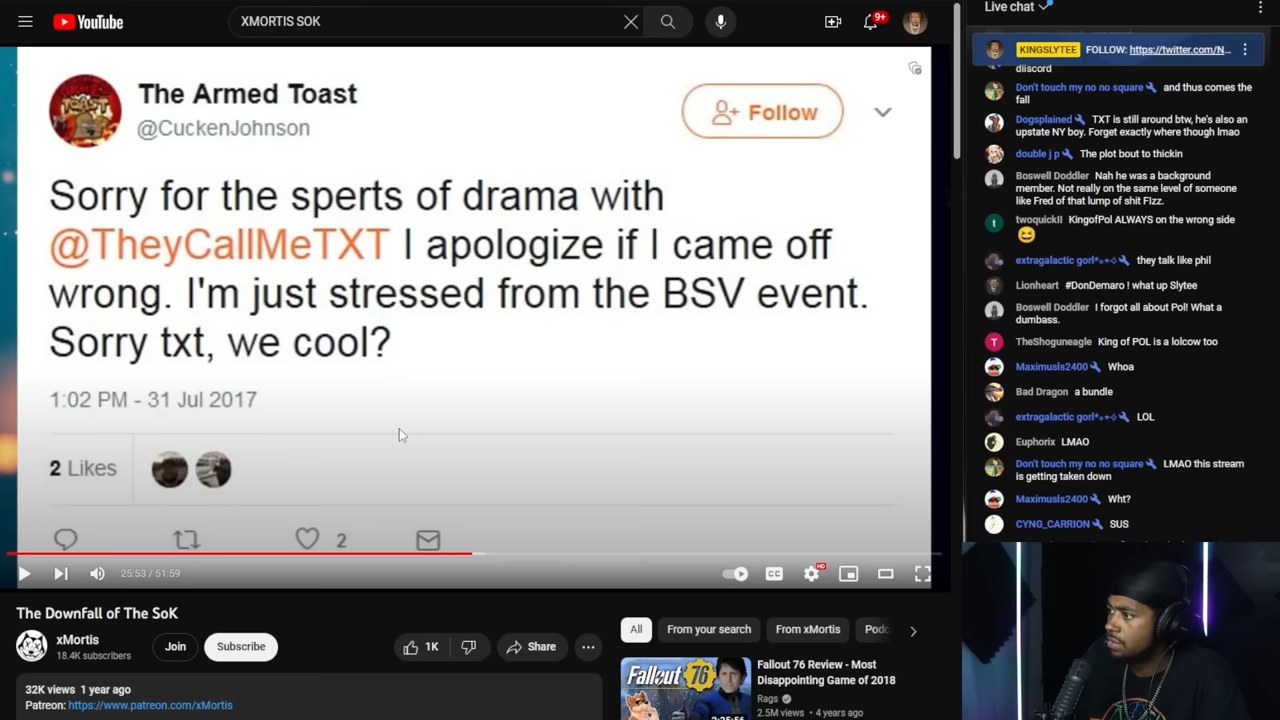 YouTube
XMORTIS SOK
9+
The Armed Toast
@CuckenJohnson
Follow
Sorry for the sperts of drama with
@TheyCallMeTXT I apologize if I came off
wrong. I'm just stressed from the BSV event.
Sorry txt, we cool?
1:02 PM - 31 Jul 2017
2 Likes
2
25:53 / 51:59
CC
HD
The Downfall of The SoK
xMortis
18.4K subscribers
Join
Subscribe
1K
Share
32K views 1 year ago
Patreon: https://www.patreon.com/xMortis
All
From your search
From xMortis
Podc
Fallout 76
2:25:56
Fallout 76 Review - Most
Disappointing Game of 2018
Rags
2.5M views • 4 years ago
Live chat
KINGSLYTEE FOLLOW: https://twitter.com/N...
diiscord
Don't touch my no no square and thus comes the
fall
Dogsplained TXT is still around btw, he's also an
upstate NY boy. Forget exactly where though lmao
double j p The plot bout to thickin
Boswell Doddler Nah he was a background
member. Not really on the same level of someone
like Fred of that lump of shit FIzz.
twoquickII KingofPol ALWAYS on the wrong side
extragalactic gorl*⋆⋆✧ they talk like phil
Lionheart #DonDemaro ! what up Slytee
Boswell Doddler I forgot all about Pol! What a
dumbass.
TheShoguneagle King of POL is a lolcow too
Maximusls2400 Whoa
Bad Dragon a bundle
extragalactic gorl*⋆⋆✧ LOL
Euphorix LMAO
Don't touch my no no square LMAO this stream
is getting taken down
Maximusls2400 Wht?
CYNG_CARRION SUS